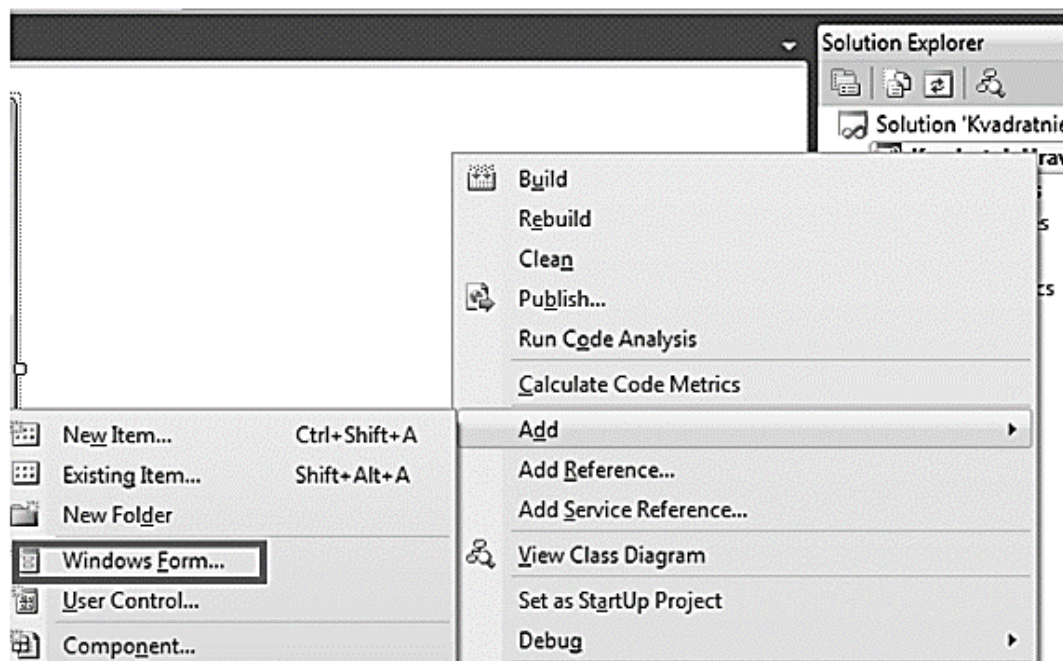 Solution Explorer
Solution 'Kvadratnie
Build
Rebuild
Clean
Publish...
Run Code Analysis
Calculate Code Metrics
Add
Add Reference...
Add Service Reference...
View Class Diagram
Set as StartUp Project
Debug
New Item... Ctrl+Shift+A
Existing Item... Shift+Alt+A
New Folder
Windows Form...
User Control...
Component...